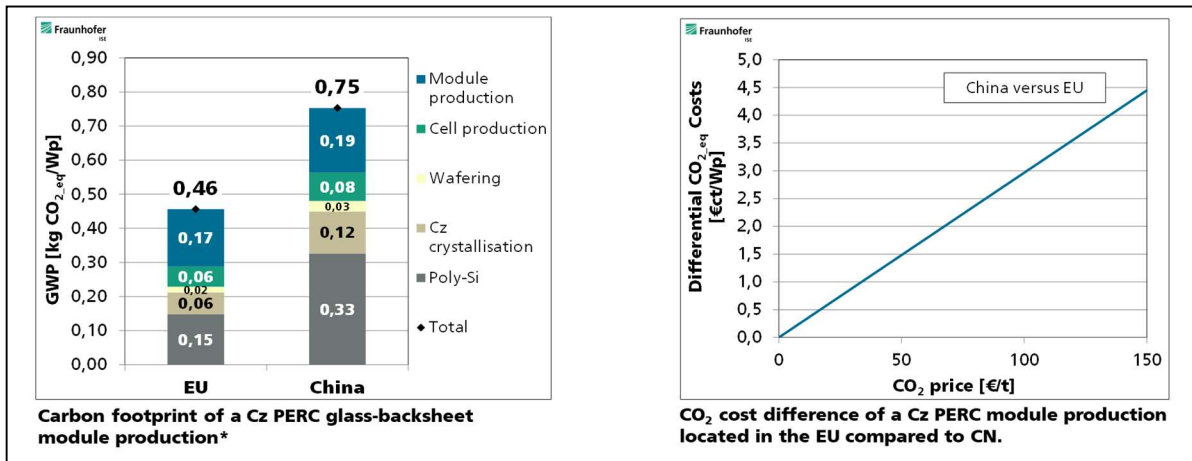 Fraunhofer
ISE
GWP [kg CO2_eq/Wp]
0,90
0,80
0,70
0,60
0,50
0,40
0,30
0,20
0,10
0,00
0,46
0,17
0,06
0,02
0,06
0,15
EU
0,75
0,19
0,08
0,03
0,12
0,33
China
Module
production
Cell production
Wafering
Cz
crystallisation
Poly-Si
Total
Carbon footprint of a Cz PERC glass-backsheet
module production*
Fraunhofer
ISE
Differential CO2_eq Costs
[€ct/Wp]
5,0
4,5
4,0
3,5
3,0
2,5
2,0
1,5
1,0
0,5
0,0
China versus EU
0
50
100
150
CO2 price [€/t]
CO2 cost difference of a Cz PERC module production
located in the EU compared to CN.